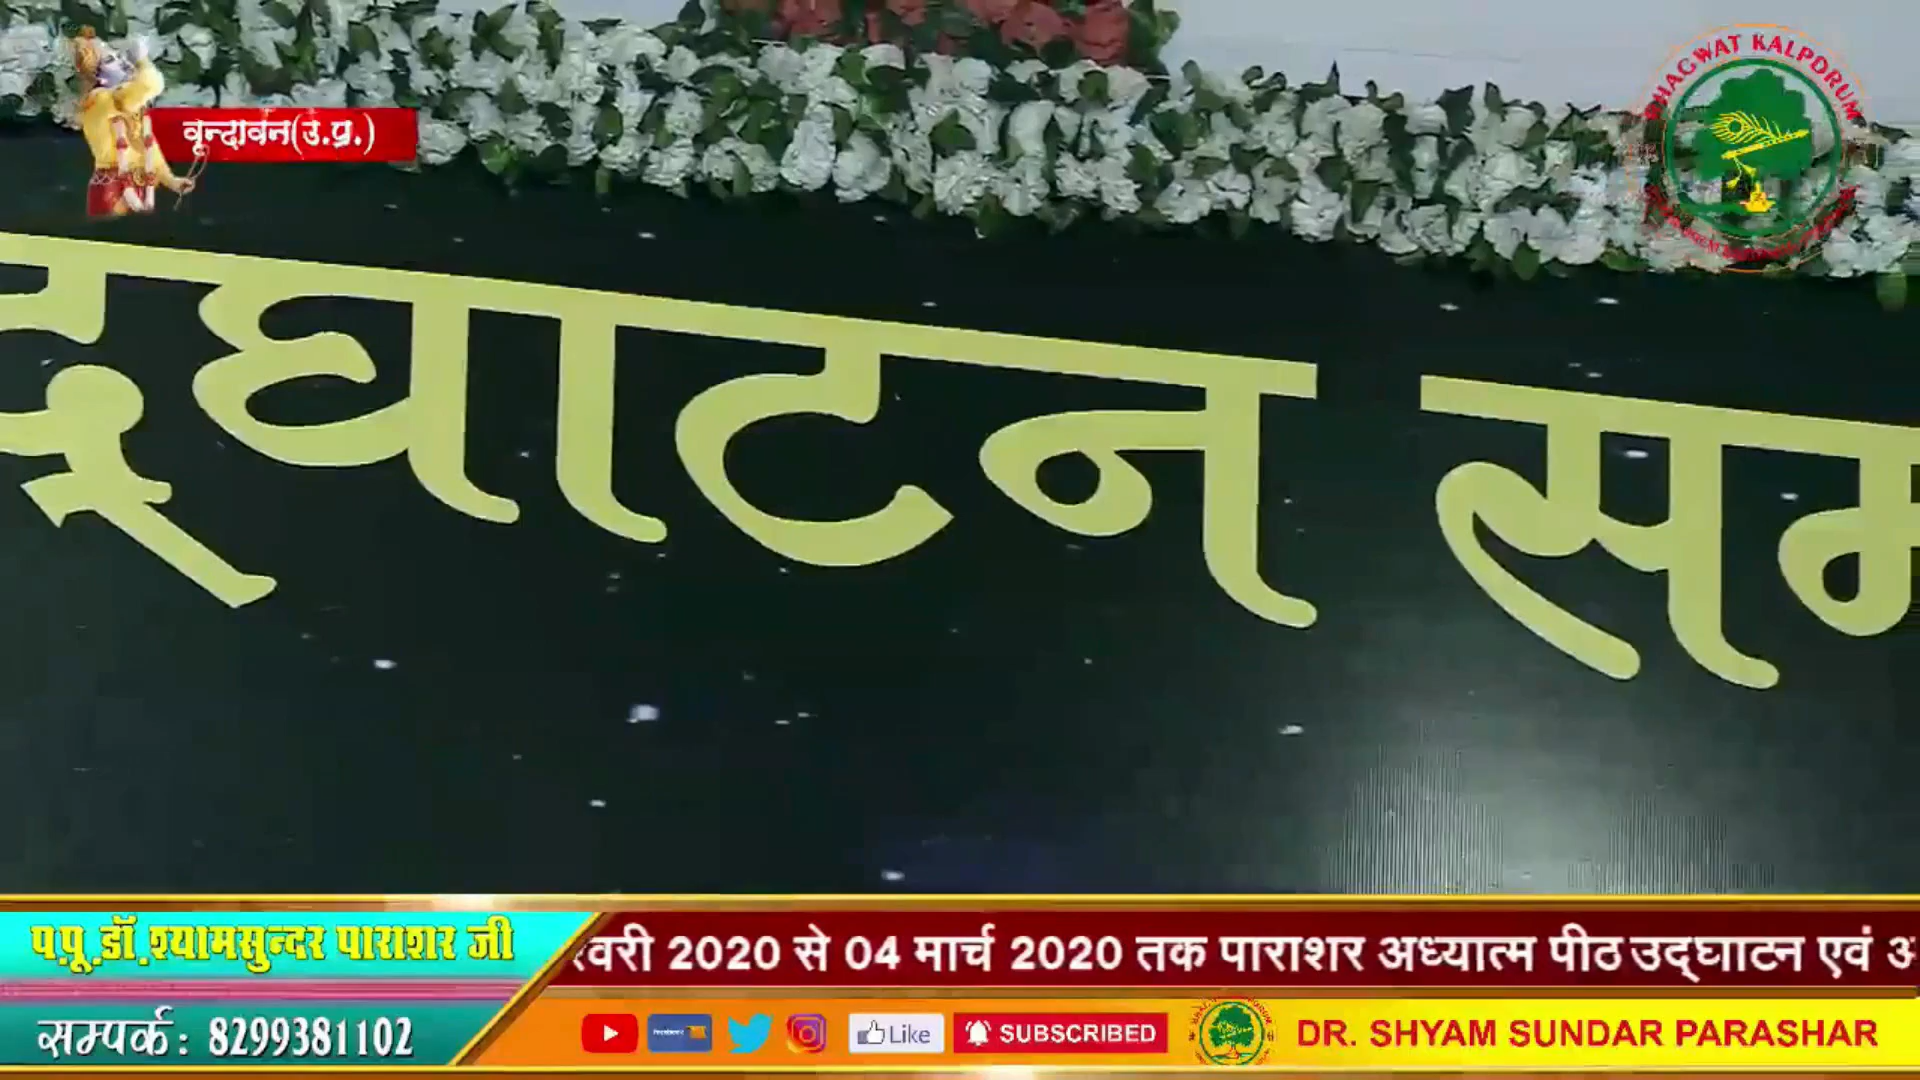 वृन्दावन(उ.प्र.)
BHAGWAT KALPDRUM
द्घाटन सम
प.पू.डॉ.श्यामसुन्दर पाराशर जी
रवरी 2020 से 04 मार्च 2020 तक पाराशर अध्यात्म पीठ उद्घाटन एवं अ
सम्पर्क : 8299381102
Like
SUBSCRIBED
DR. SHYAM SUNDAR PARASHAR